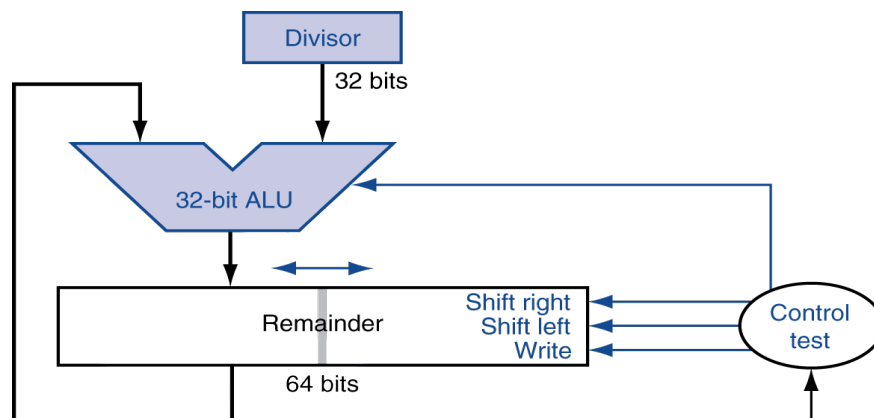 Divisor
32 bits
32-bit ALU
Remainder
Shift right
Shift left
Write
Control
test
64 bits